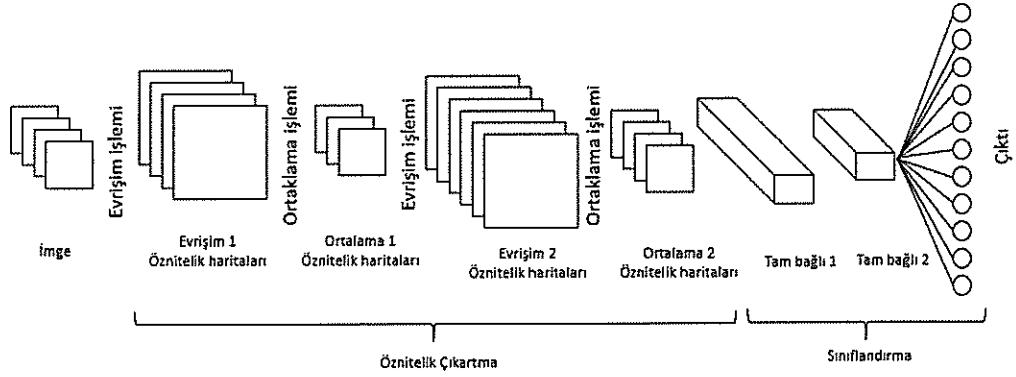 İmge
Evrişim işlemi
Evrişim 1
Öznitelik haritaları
Ortaklama işlemi
Ortalama 1
Öznitelik haritaları
Evrişim işlemi
Evrişim 2
Öznitelik haritaları
Ortaklama işlemi
Ortalama 2
Öznitelik haritaları
Tam bağlı 1
Tam bağlı 2
Çıktı
Öznitelik Çıkartma
Sınıflandırma